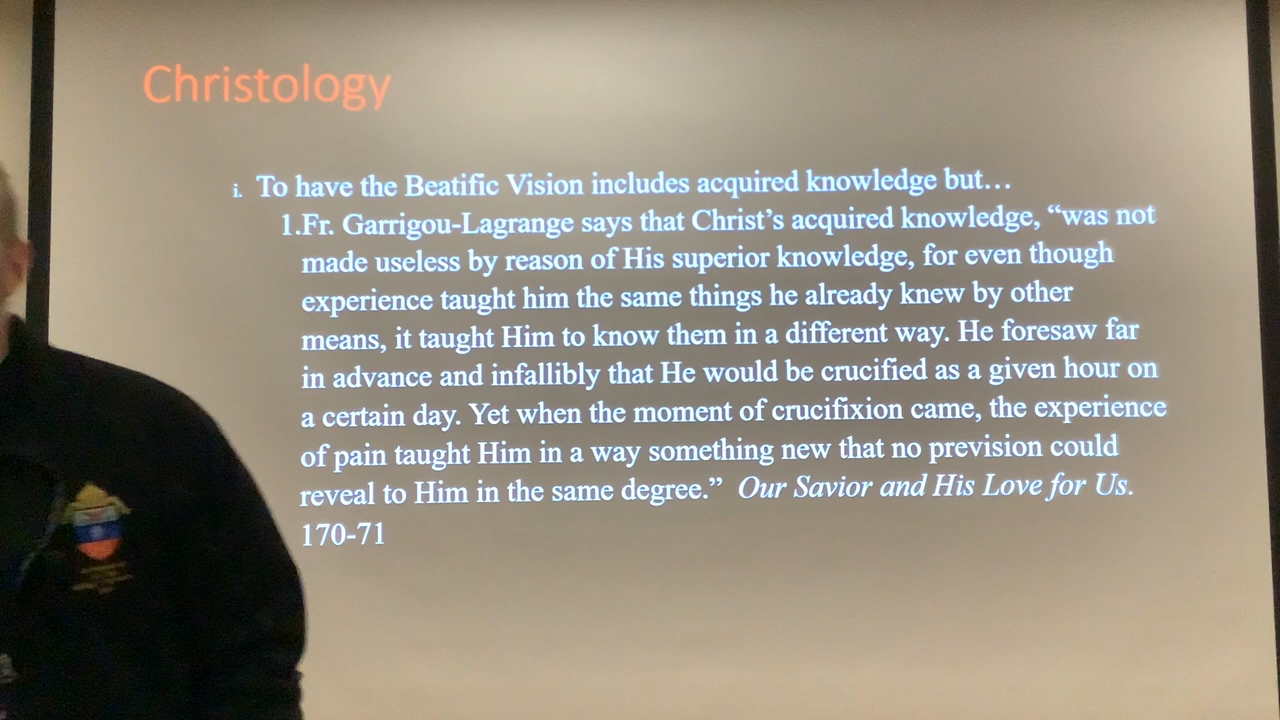 Christology
i. To have the Beatific Vision includes acquired knowledge but…
1.Fr. Garrigou-Lagrange says that Christ’s acquired knowledge, “was not
made useless by reason of His superior knowledge, for even though
experience taught him the same things he already knew by other
means, it taught Him to know them in a different way. He foresaw far
in advance and infallibly that He would be crucified as a given hour on
a certain day. Yet when the moment of crucifixion came, the experience
of pain taught Him in a way something new that no prevision could
reveal to Him in the same degree.” Our Savior and His Love for Us.
170-71